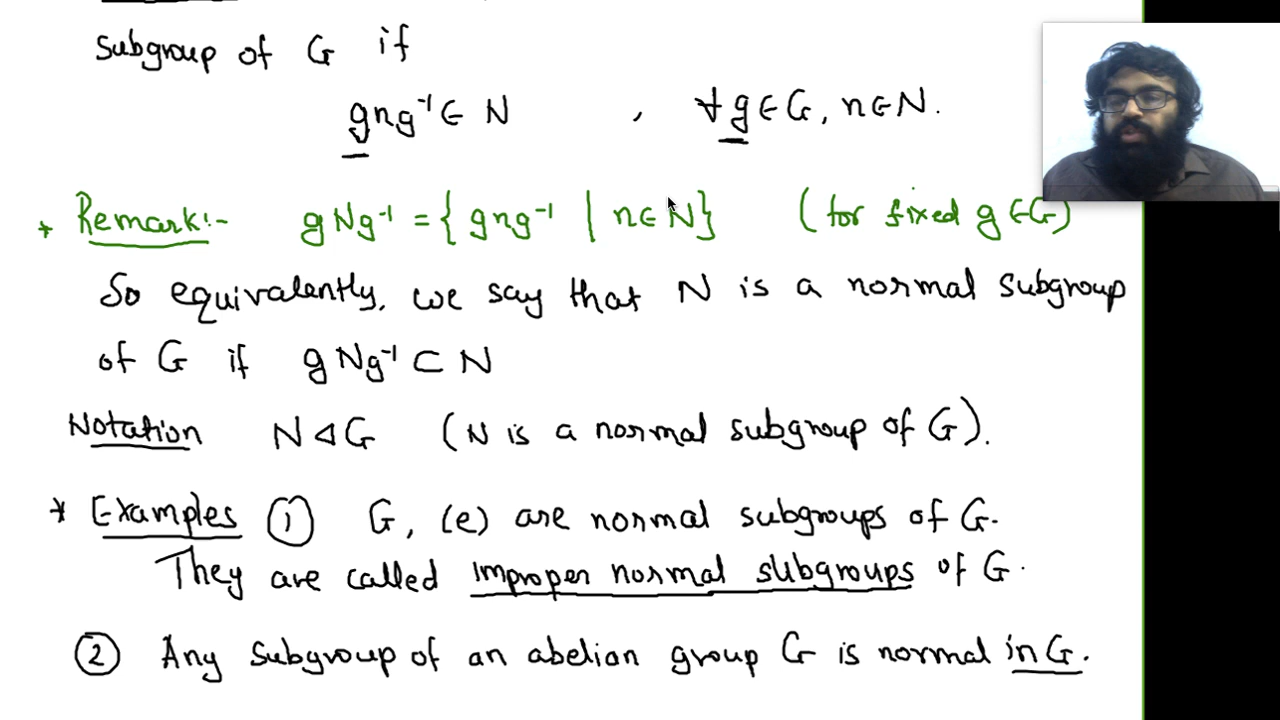 subgroup of G if
gng⁻¹ ∈ N , ∀ g ∈ G, n ∈ N.
* Remark:- gNg⁻¹ = { gng⁻¹ | n ∈ N} (for fixed g ∈ G)
So equivalently, we say that N is a normal subgroup
of G if gNg⁻¹ ⊂ N
Notation N ⊲ G (N is a normal subgroup of G).
* Examples ① G, (e) are normal subgroups of G.
They are called improper normal subgroups of G.
② Any subgroup of an abelian group G is normal in G.